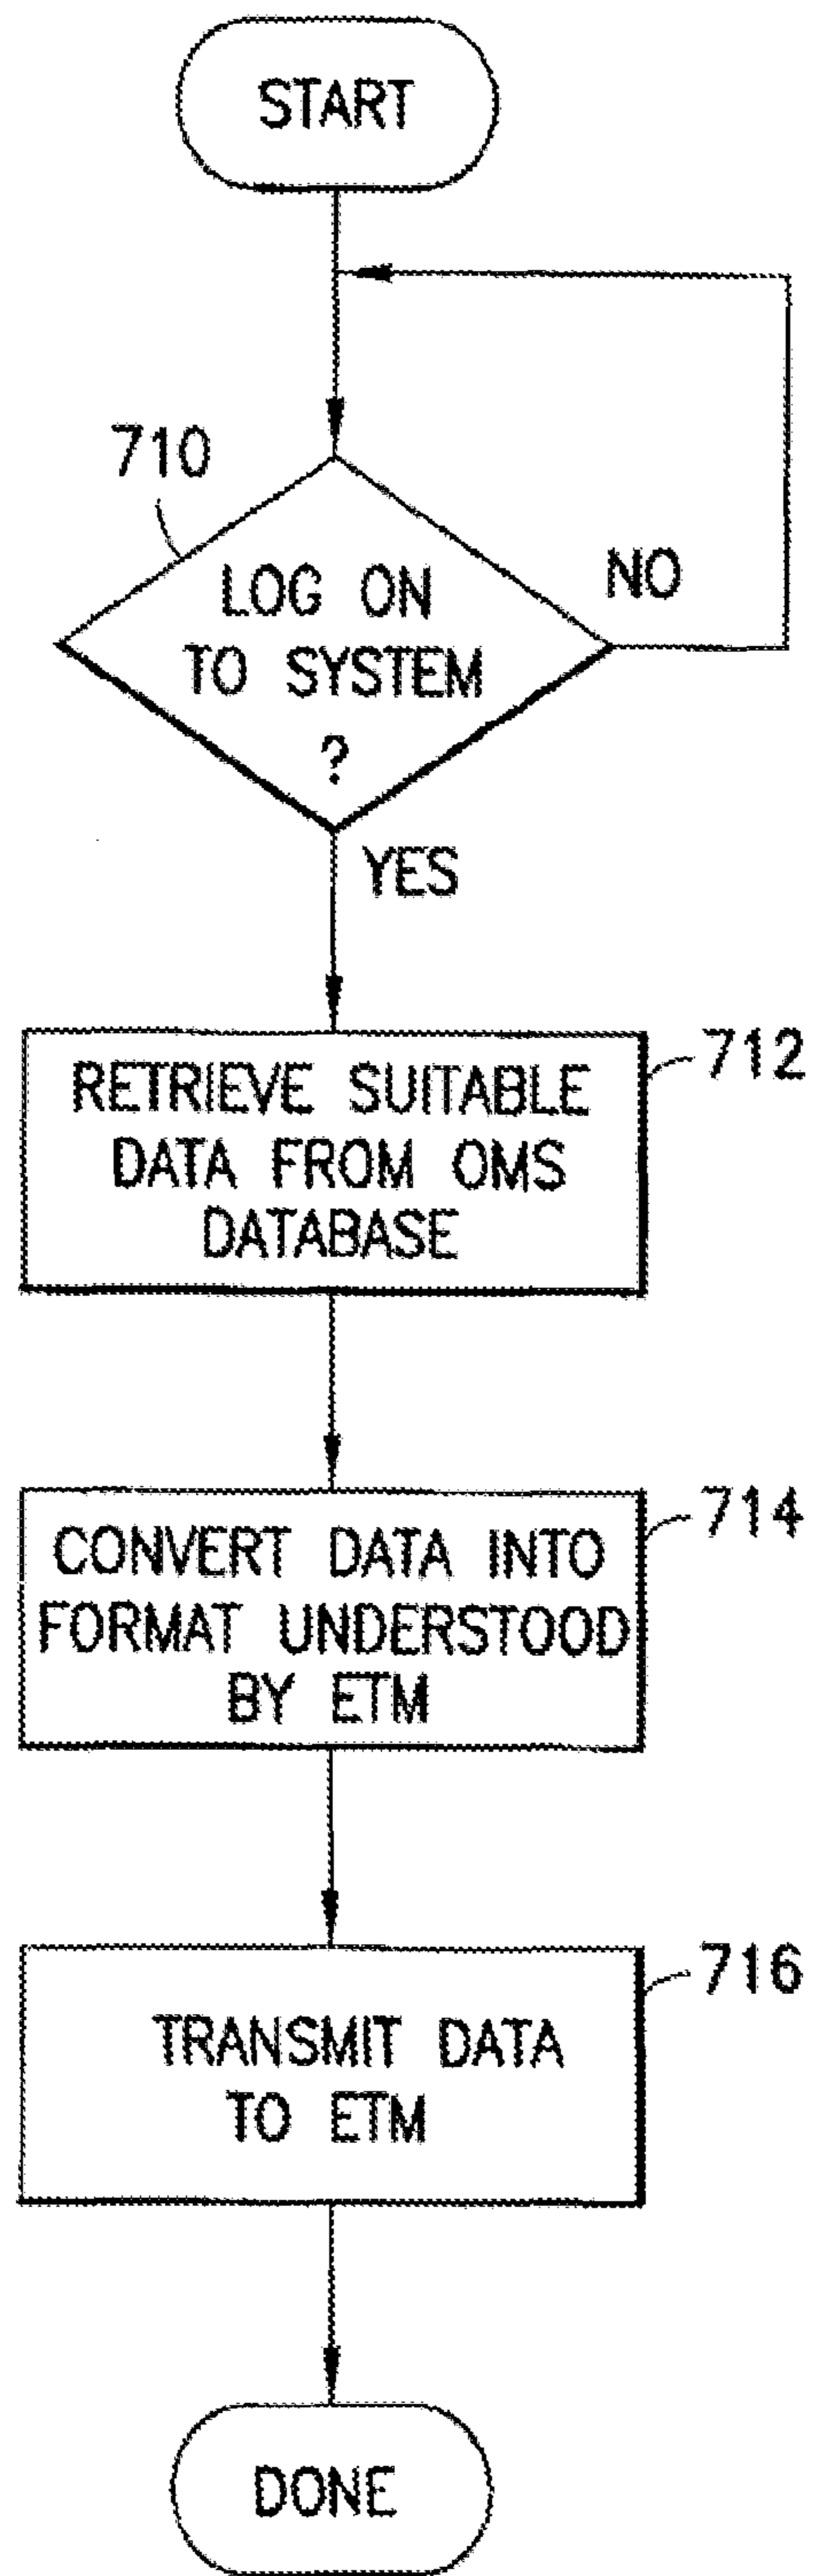 START
710
LOG ON
TO SYSTEM
?
NO
YES
712
RETRIEVE SUITABLE
DATA FROM OMS
DATABASE
714
CONVERT DATA INTO
FORMAT UNDERSTOOD
BY ETM
716
TRANSMIT DATA
TO ETM
DONE